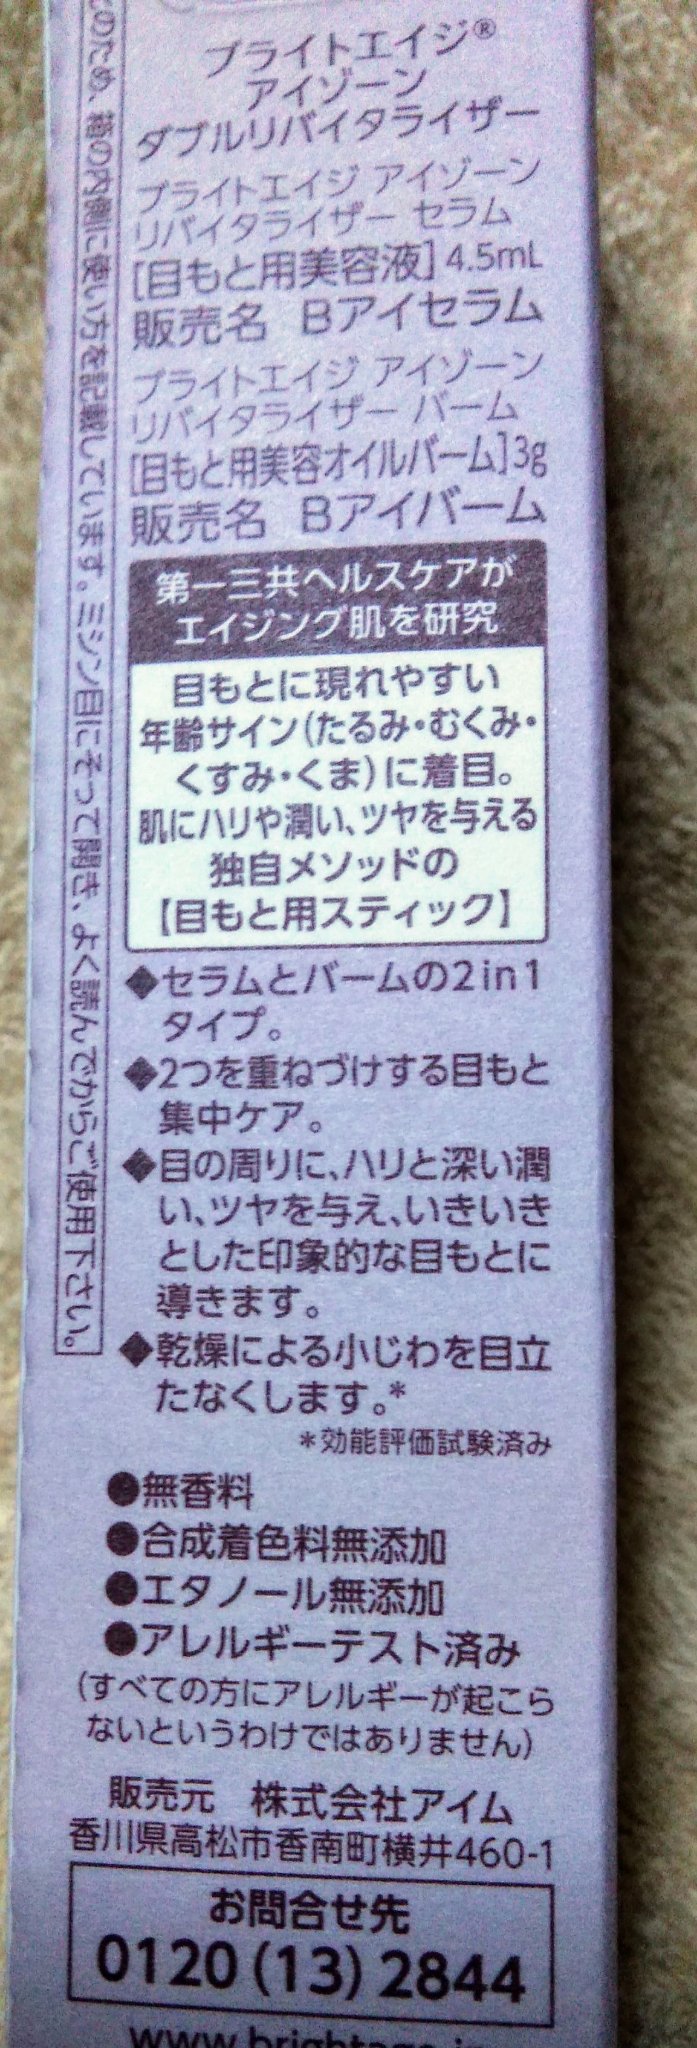 ブライトエイジ®
アイゾーン
ダブルリバイタライザー
ブライトエイジ アイゾーン
リバイタライザー セラム
[目もと用美容液] 4.5mL
販売名 Bアイセラム
ブライトエイジ アイゾーン
リバイタライザー バーム
[目もと用美容オイルバーム]3g
販売名 Bアイバーム
第一三共ヘルスケアが
エイジング肌を研究
目もとに現れやすい
年齢サイン(たるみ・むくみ・
くすみ・くま)に着目。
肌にハリや潤い、ツヤを与える
独自メソッドの
【目もと用スティック】
◆セラムとバームの2in1
タイプ。
◆2つを重ねづけする目もと
集中ケア。
◆目の周りに、ハリと深い潤
い、ツヤを与え、いきいき
とした印象的な目もとに
導きます。
◆乾燥による小じわを目立
たなくします。*
*効能評価試験済み
●無香料
●合成着色料無添加
●エタノール無添加
●アレルギーテスト済み
(すべての方にアレルギーが起こら
ないというわけではありません)
販売元 株式会社アイム
香川県高松市香南町横井460-1
お問合せ先
0120(13)2844
のため、箱の内側に使い方を記載しています。ミシン目にそって開き、よく読んでからご使用下さい。